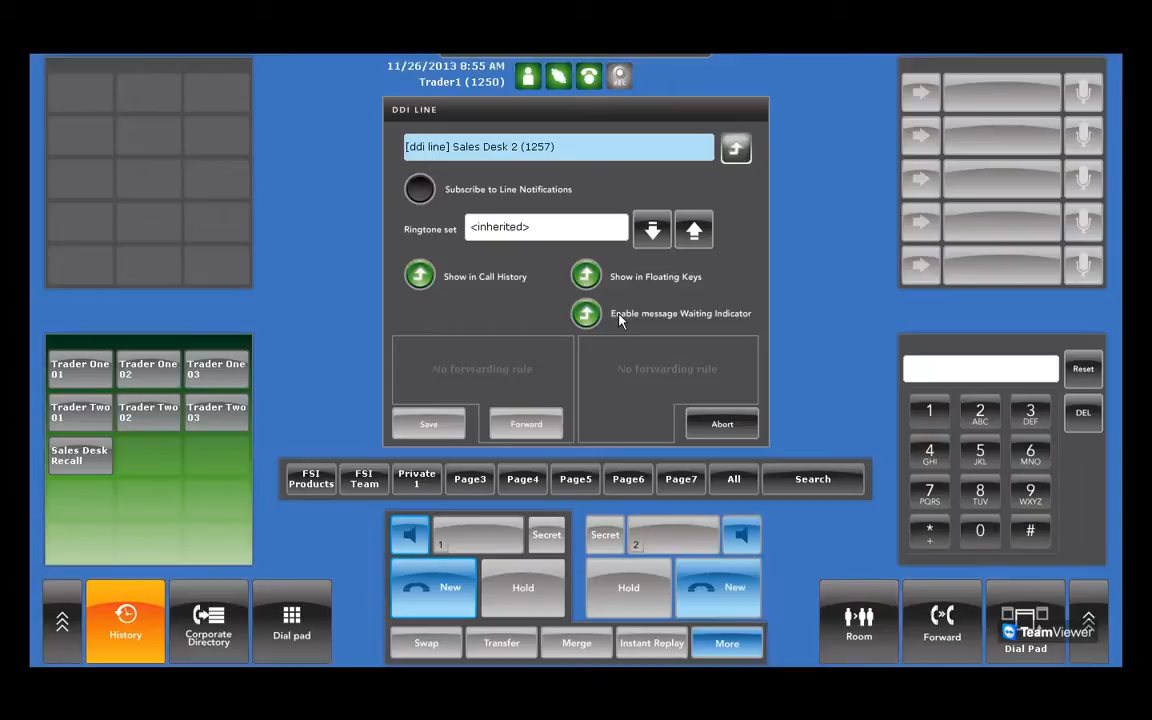 11/26/2013 8:55 AM
Trader1 (1250)
REC
DDI LINE
[ddi line] Sales Desk 2 (1257)
Subscribe to Line Notifications
Ringtone set
<inherited>
Show in Call History
Show in Floating Keys
Enable message Waiting Indicator
No forwarding rule
No forwarding rule
Save
Forward
Abort
Trader One 01
Trader One 02
Trader One 03
Trader Two 01
Trader Two 02
Trader Two 03
Sales Desk Recall
FSI Products
FSI Team
Private 1
Page3
Page4
Page5
Page6
Page7
All
Search
Reset
DEL
1
2 ABC
3 DEF
4 GHI
5 JKL
6 MNO
7 PQRS
8 TUV
9 WXYZ
* +
0
#
1
Secret
Secret
2
New
Hold
Hold
New
Swap
Transfer
Merge
Instant Replay
More
History
Corporate Directory
Dial pad
Room
Forward
TeamViewer
Dial Pad